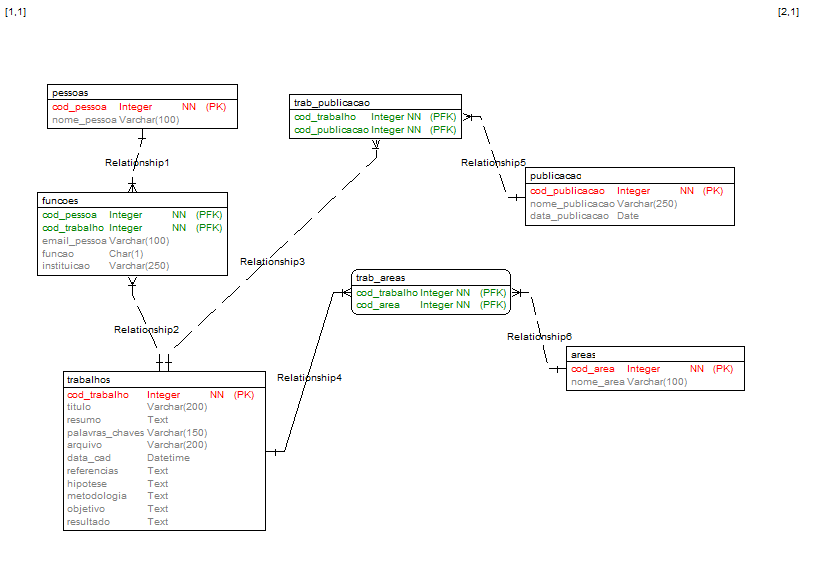 [1,1]
[2,1]
pessoas
cod_pessoa Integer NN (PK)
nome_pessoa Varchar(100)
trab_publicacao
cod_trabalho Integer NN (PFK)
cod_publicacao Integer NN (PFK)
Relationship1
Relationship5
publicacao
cod_publicacao Integer NN (PK)
nome_publicacao Varchar(250)
data_publicacao Date
funcoes
cod_pessoa Integer NN (PFK)
cod_trabalho Integer NN (PFK)
email_pessoa Varchar(100)
funcao Char(1)
instituicao Varchar(250)
Relationship3
trab_areas
cod_trabalho Integer NN (PFK)
cod_area Integer NN (PFK)
Relationship2
Relationship6
areas
cod_area Integer NN (PK)
nome_area Varchar(100)
Relationship4
trabalhos
cod_trabalho Integer NN (PK)
titulo Varchar(200)
resumo Text
palavras_chaves Varchar(150)
arquivo Varchar(200)
data_cad Datetime
referencias Text
hipotese Text
metodologia Text
objetivo Text
resultado Text